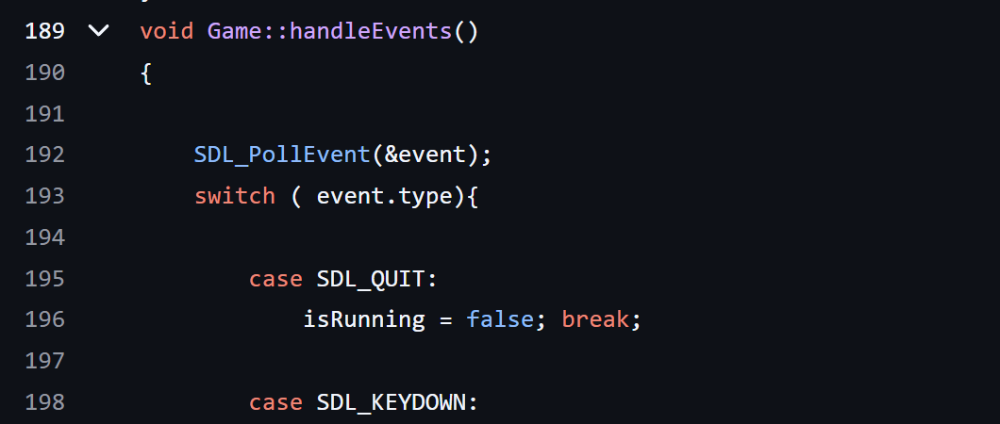 189 void Game::handleEvents()
190 {
191
192 SDL_PollEvent(&event);
193 switch ( event.type){
194
195 case SDL_QUIT:
196 isRunning = false; break;
197
198 case SDL_KEYDOWN: